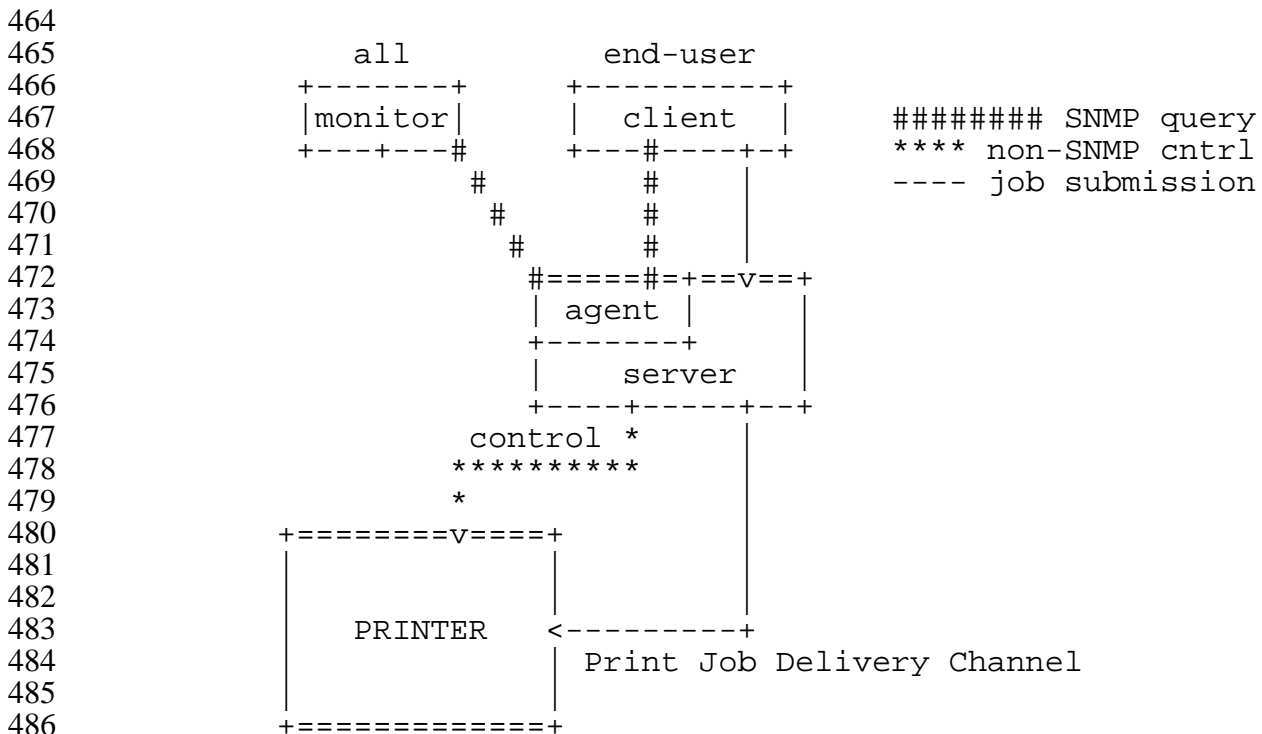 464
465                all          end-user
466             +-------+     +----------+
467             |monitor|     |  client  |     ######## SNMP query
468             +---+---#     +---#----+-+     **** non-SNMP cntrl
469                      #        #    |       ---- job submission
470                       #       #    |
471                        #      #    |
472                         #=====#=+==v==+
473                         | agent |     |
474                         +-------+     |
475                         |    server   |
476                         +----+-----+--+
477                      control *     |
478                     **********     |
479                     *              |
480            +========v====+         |
481            |             |         |
482            |             |         |
483            |   PRINTER   <---------+
484            |             | Print Job Delivery Channel
485            |             |
486            +=============+